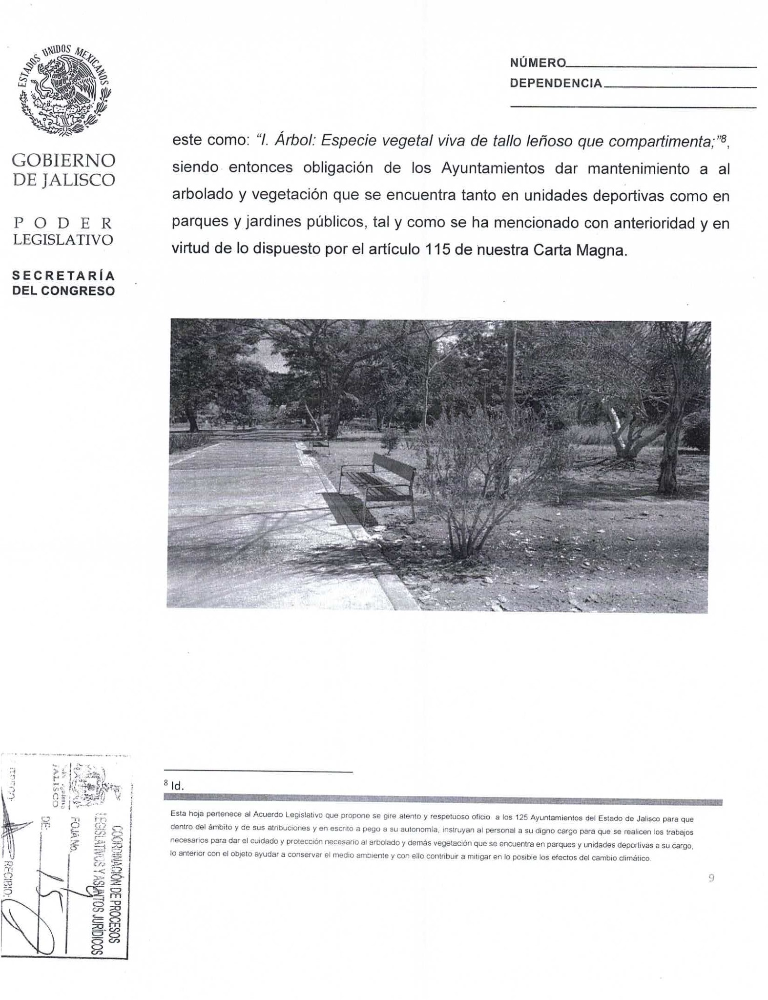 ESTADOS UNIDOS MEXICANOS
GOBIERNO
DE JALISCO
PODER
LEGISLATIVO
SECRETARÍA
DEL CONGRESO
NÚMERO
DEPENDENCIA
este como: “I. Árbol: Especie vegetal viva de tallo leñoso que compartimenta;”⁸,
siendo entonces obligación de los Ayuntamientos dar mantenimiento a al
arbolado y vegetación que se encuentra tanto en unidades deportivas como en
parques y jardines públicos, tal y como se ha mencionado con anterioridad y en
virtud de lo dispuesto por el artículo 115 de nuestra Carta Magna.
⁸ Id.
Esta hoja pertenece al Acuerdo Legislativo que propone se gire atento y respetuoso oficio a los 125 Ayuntamientos del Estado de Jalisco para que
dentro del ámbito y de sus atribuciones y en escrito a pego a su autonomía, instruyan al personal a su digno cargo para que se realicen los trabajos
necesarios para dar el cuidado y protección necesario al arbolado y demás vegetación que se encuentra en parques y unidades deportivas a su cargo,
lo anterior con el objeto ayudar a conservar el medio ambiente y con ello contribuir a mitigar en lo posible los efectos del cambio climático.
9
COORDINACIÓN DE PROCESOS
LEGISLATIVOS Y ASUNTOS JURÍDICOS
JALISCO
FOJA No. 9
DE: 15
RECIBIO: